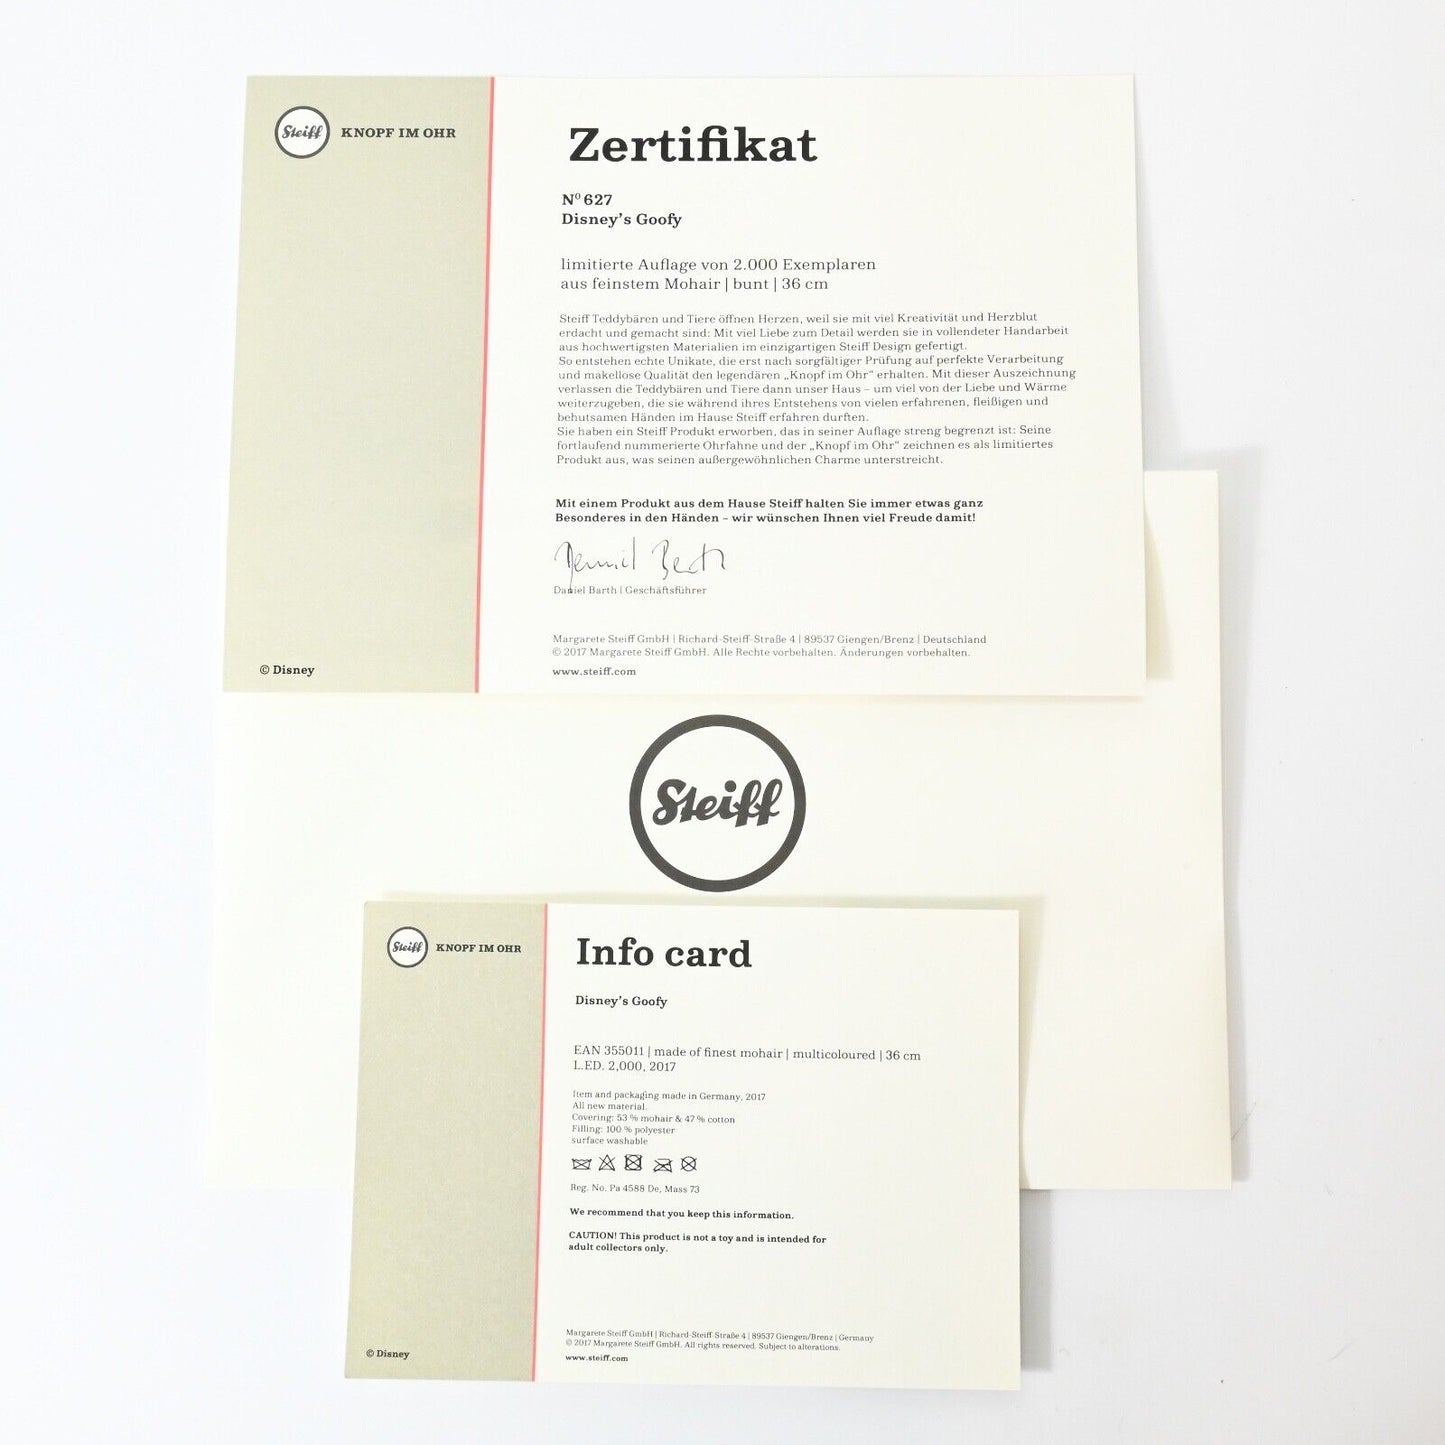 Steiff KNOPF IM OHR
Zertifikat
Nº 627
Disney's Goofy
limitierte Auflage von 2.000 Exemplaren
aus feinstem Mohair | bunt | 36 cm
Steiff Teddybären und Tiere öffnen Herzen, weil sie mit viel Kreativität und Herzblut
erdacht und gemacht sind: Mit viel Liebe zum Detail werden sie in vollendeter Handarbeit
aus hochwertigsten Materialien im einzigartigen Steiff Design gefertigt.
So entstehen echte Unikate, die erst nach sorgfältiger Prüfung auf perfekte Verarbeitung
und makellose Qualität den legendären „Knopf im Ohr“ erhalten. Mit dieser Auszeichnung
verlassen die Teddybären und Tiere dann unser Haus – um viel von der Liebe und Wärme
weiterzugeben, die sie während ihres Entstehens von vielen erfahrenen, fleißigen und
behutsamen Händen im Hause Steiff erfahren durften.
Sie haben ein Steiff Produkt erworben, das in seiner Auflage streng begrenzt ist: Seine
fortlaufend nummerierte Ohrfahne und der „Knopf im Ohr“ zeichnen es als limitiertes
Produkt aus, was seinen außergewöhnlichen Charme unterstreicht.
Mit einem Produkt aus dem Hause Steiff halten Sie immer etwas ganz
Besonderes in den Händen – wir wünschen Ihnen viel Freude damit!
Daniel Barth
Daniel Barth | Geschäftsführer
Margarete Steiff GmbH | Richard-Steiff-Straße 4 | 89537 Giengen/Brenz | Deutschland
© 2017 Margarete Steiff GmbH. Alle Rechte vorbehalten. Änderungen vorbehalten.
www.steiff.com
© Disney
Steiff
Steiff KNOPF IM OHR
Info card
Disney's Goofy
EAN 355011 | made of finest mohair | multicoloured | 36 cm
L.ED. 2,000, 2017
Item and packaging made in Germany, 2017
All new material.
Covering: 53 % mohair & 47 % cotton
Filling: 100 % polyester
surface washable
Reg. No. Pa 4588 De, Mass 73
We recommend that you keep this information.
CAUTION! This product is not a toy and is intended for
adult collectors only.
Margarete Steiff GmbH | Richard-Steiff-Straße 4 | 89537 Giengen/Brenz | Germany
© 2017 Margarete Steiff GmbH. All rights reserved. Subject to alterations.
www.steiff.com
© Disney